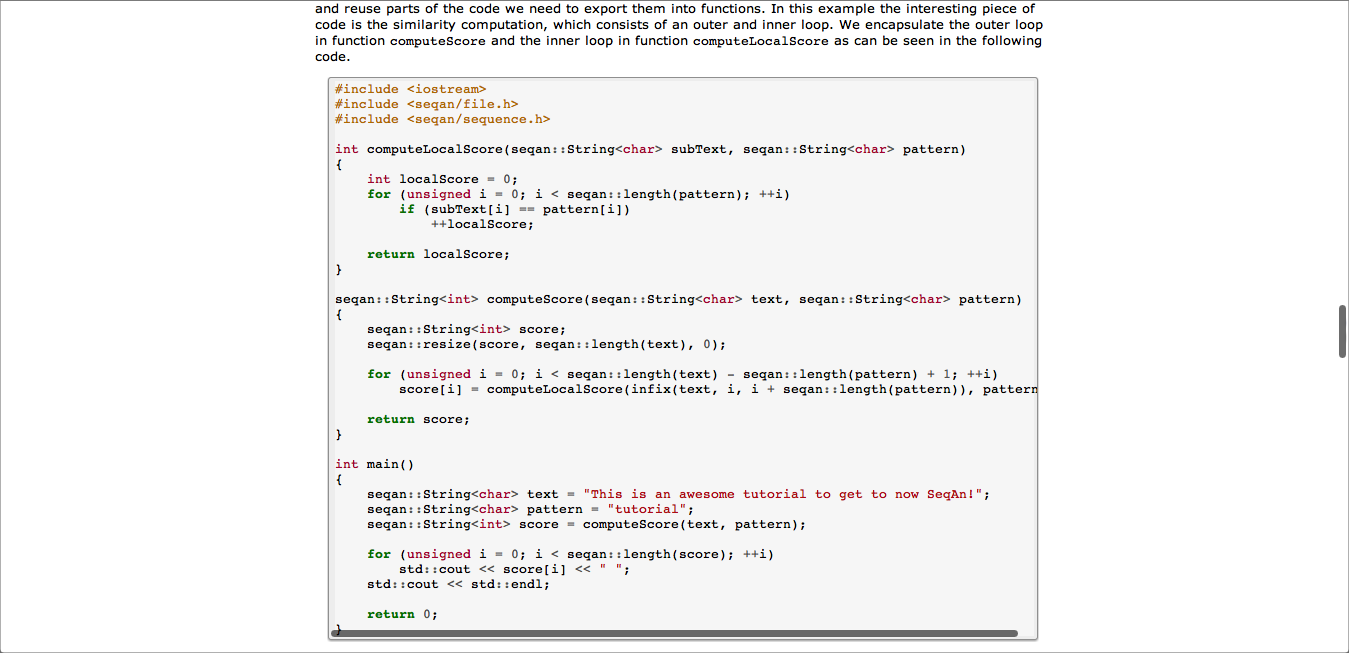 and reuse parts of the code we need to export them into functions. In this example the interesting piece of
code is the similarity computation, which consists of an outer and inner loop. We encapsulate the outer loop
in function computeScore and the inner loop in function computeLocalScore as can be seen in the following
code.
#include <iostream>
#include <seqan/file.h>
#include <seqan/sequence.h>
int computeLocalScore(seqan::String<char> subText, seqan::String<char> pattern)
{
    int localScore = 0;
    for (unsigned i = 0; i < seqan::length(pattern); ++i)
        if (subText[i] == pattern[i])
            ++localScore;
    return localScore;
}
seqan::String<int> computeScore(seqan::String<char> text, seqan::String<char> pattern)
{
    seqan::String<int> score;
    seqan::resize(score, seqan::length(text), 0);
    for (unsigned i = 0; i < seqan::length(text) - seqan::length(pattern) + 1; ++i)
        score[i] = computeLocalScore(infix(text, i, i + seqan::length(pattern)), pattern
    return score;
}
int main()
{
    seqan::String<char> text = "This is an awesome tutorial to get to now SeqAn!";
    seqan::String<char> pattern = "tutorial";
    seqan::String<int> score = computeScore(text, pattern);
    for (unsigned i = 0; i < seqan::length(score); ++i)
        std::cout << score[i] << " ";
    std::cout << std::endl;
    return 0;
}